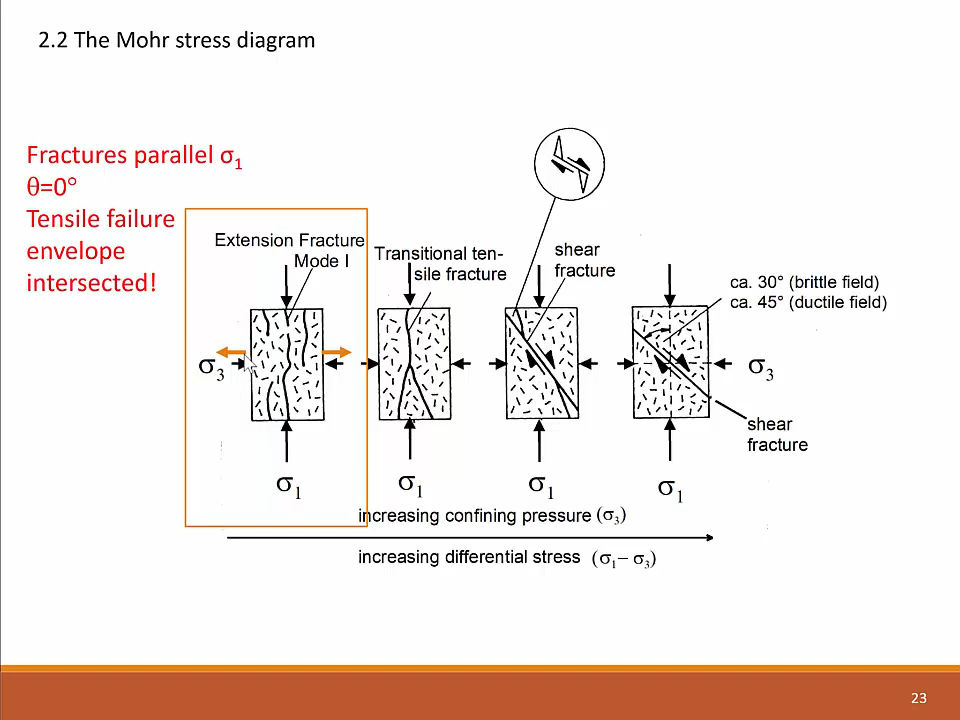 2.2 The Mohr stress diagram
Fractures parallel σ1
θ=0°
Tensile failure
envelope
intersected!
Extension Fracture
Mode I
Transitional ten-
sile fracture
shear
fracture
ca. 30° (brittle field)
ca. 45° (ductile field)
σ3
σ3
shear
fracture
σ1
σ1
σ1
σ1
increasing confining pressure (σ3)
increasing differential stress (σ1− σ3)
23